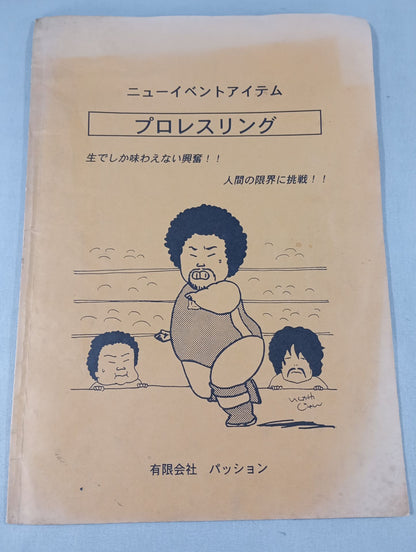 ニューイベントアイテム
プロレスリング
生でしか味わえない興奮！！
人間の限界に挑戦！！
有限会社　パッション